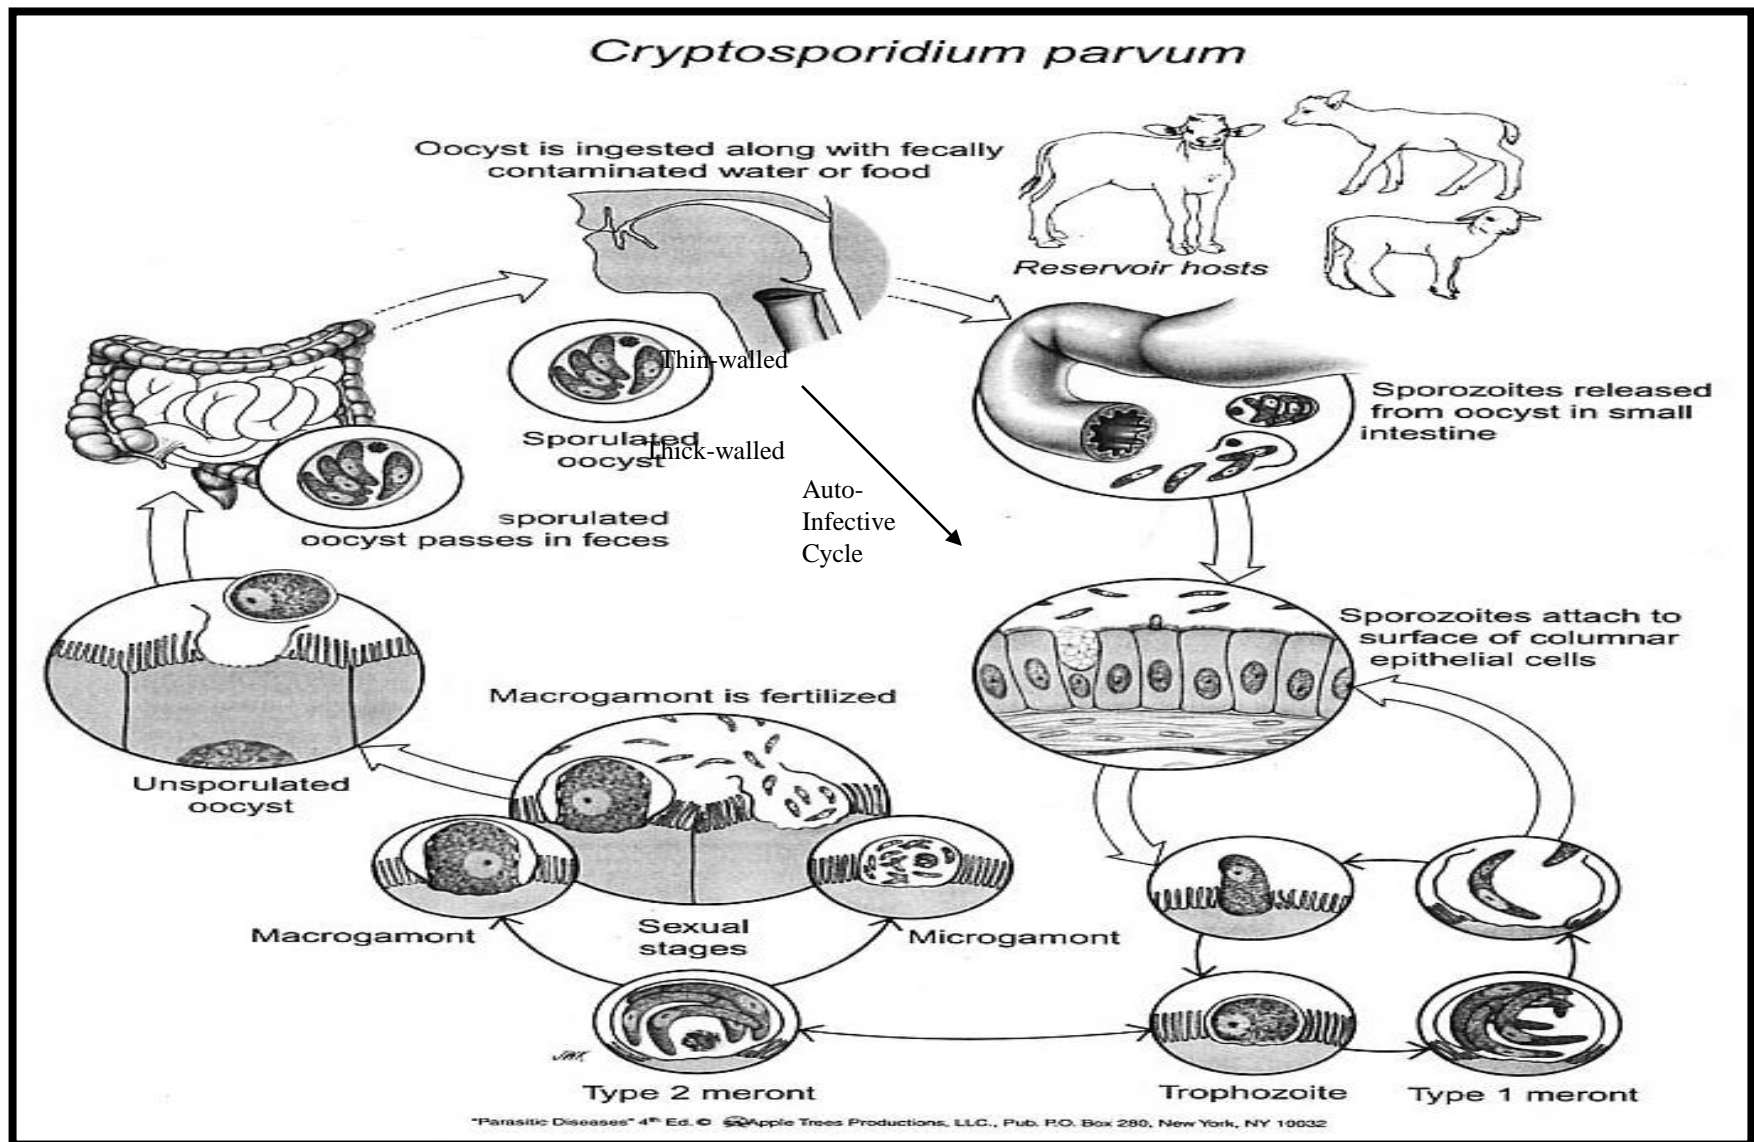 Cryptosporidium parvum
Oocyst is ingested along with fecally
contaminated water or food
Reservoir hosts
Thin-walled
Sporulated
oocyst
Thick-walled
Sporozoites released
from oocyst in small
intestine
Auto-
Infective
Cycle
sporulated
oocyst passes in feces
Sporozoites attach to
surface of columnar
epithelial cells
Macrogamont is fertilized
Unsporulated
oocyst
Macrogamont
Sexual
stages
Microgamont
Type 2 meront
Trophozoite
Type 1 meront
"Parasitic Diseases" 4th Ed. © Apple Trees Productions, LLC., Pub. P.O. Box 280, New York, NY 10032